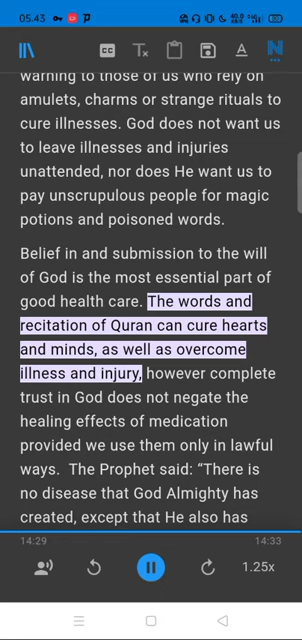 05.43
CC
warning to those of us who rely on
amulets, charms or strange rituals to
cure illnesses. God does not want us
to leave illnesses and injuries
unattended, nor does He want us to
pay unscrupulous people for magic
potions and poisoned words.
Belief in and submission to the will
of God is the most essential part of
good health care. The words and
recitation of Quran can cure hearts
and minds, as well as overcome
illness and injury, however complete
trust in God does not negate the
healing effects of medication
provided we use them only in lawful
ways. The Prophet said: “There is
no disease that God Almighty has
created, except that He also has
14:29 14:33
1.25x